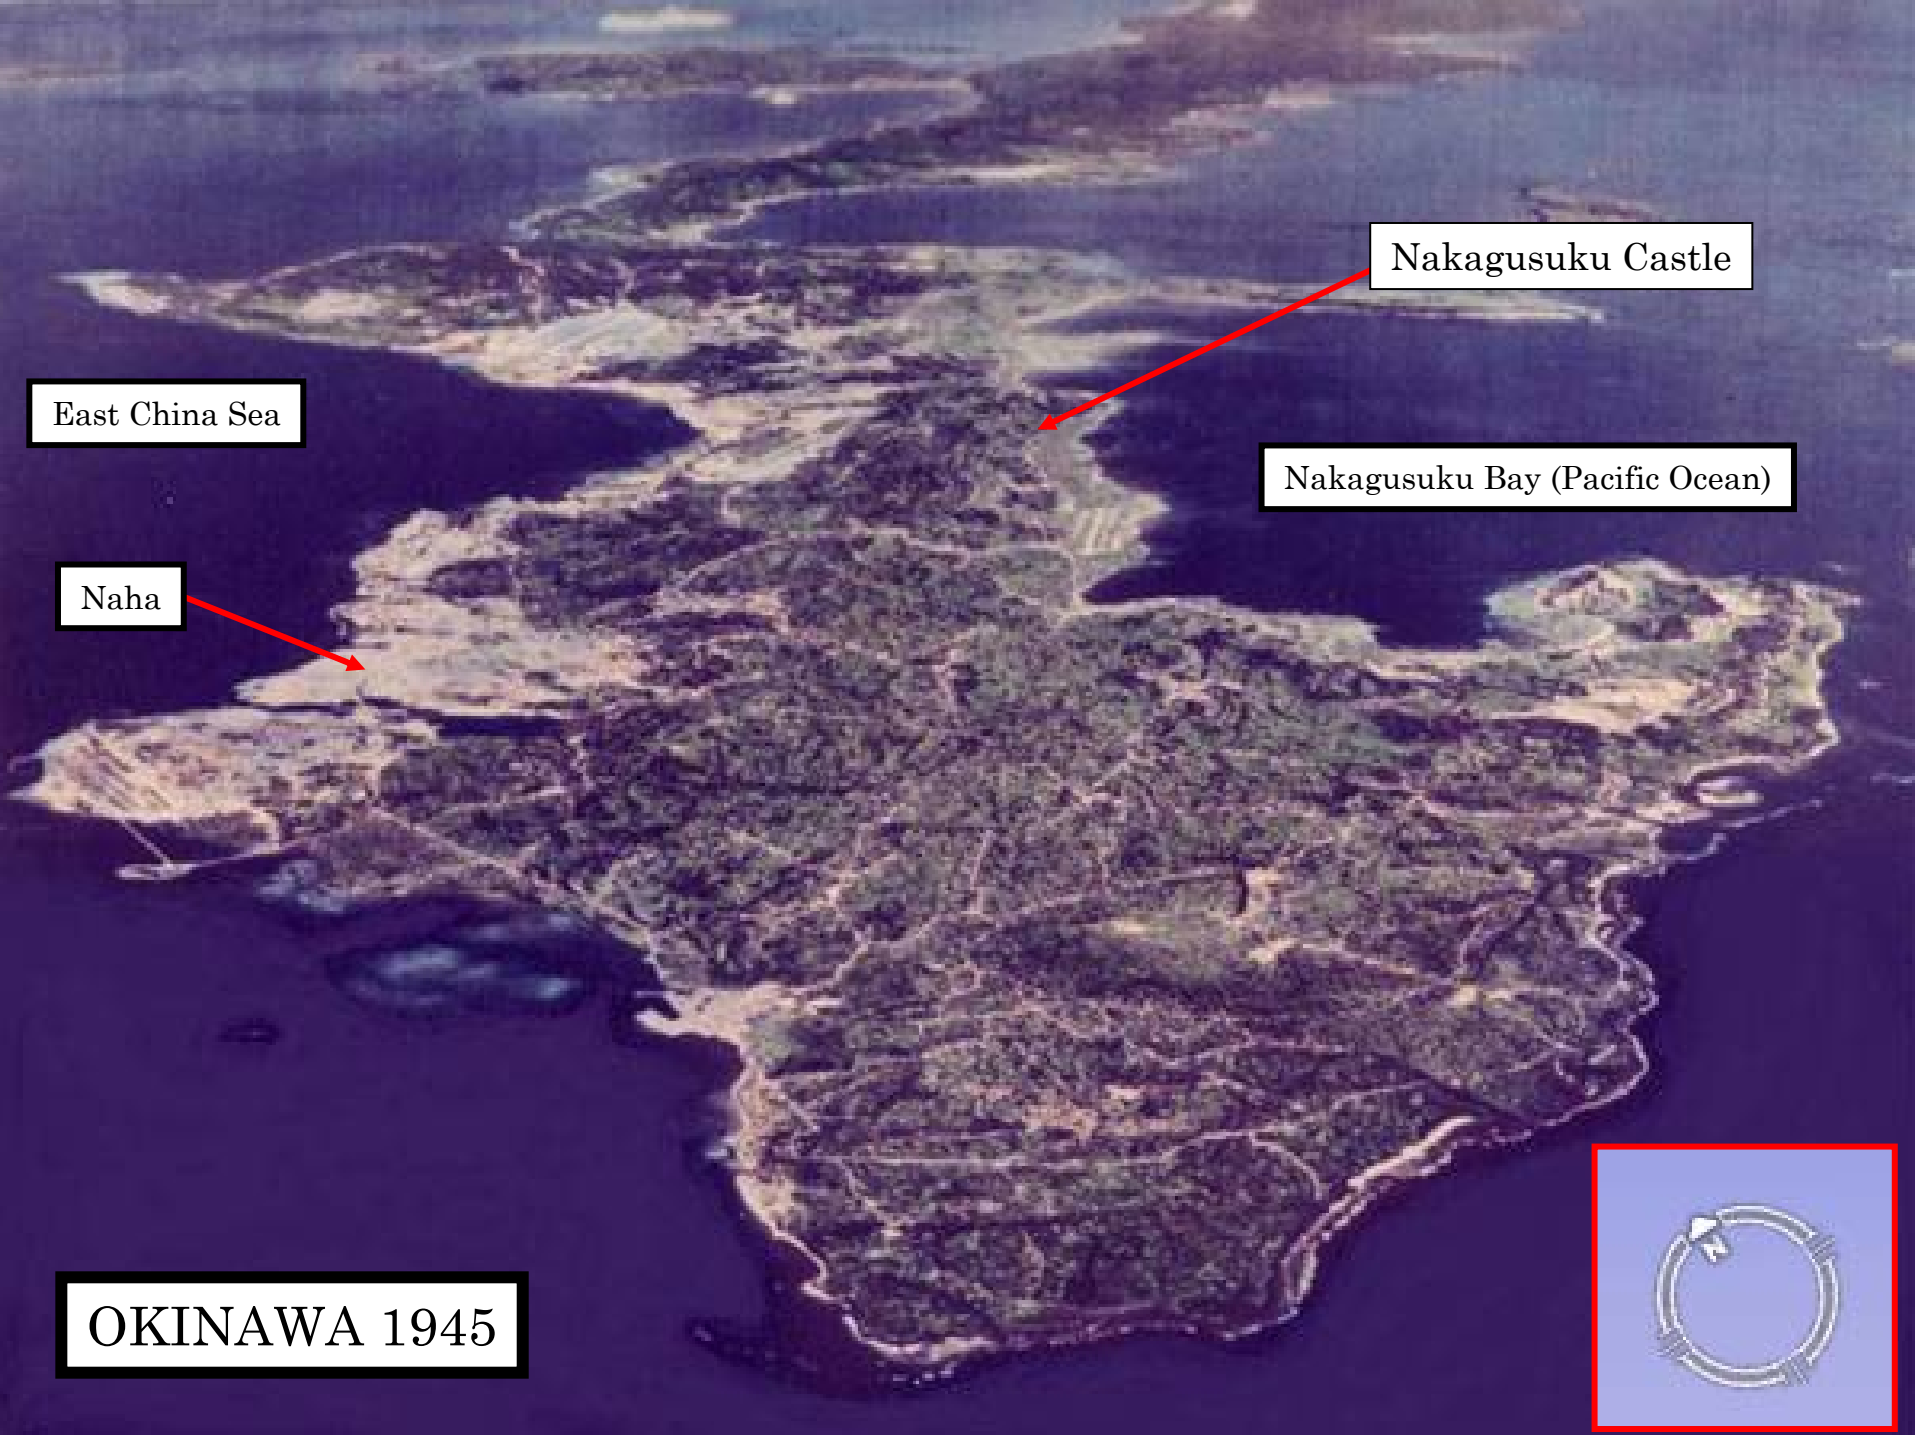 Nakagusuku Castle
East China Sea
Nakagusuku Bay (Pacific Ocean)
Naha
OKINAWA 1945
N